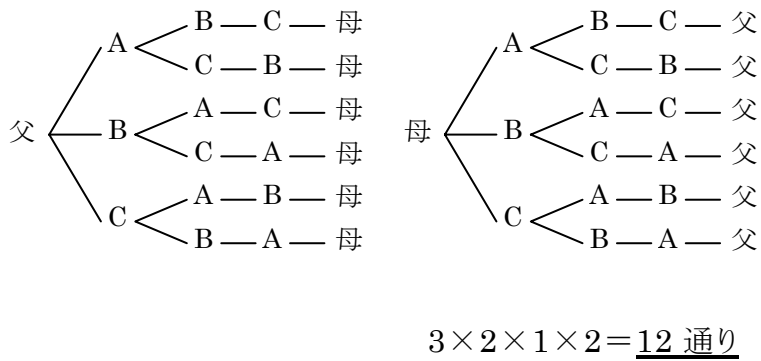 父 A B C 母
C B 母
B A C 母
C A 母
C A B 母
B A 母
母 A B C 父
C B 父
B A C 父
C A 父
C A B 父
B A 父
3×2×1×2=12 通り